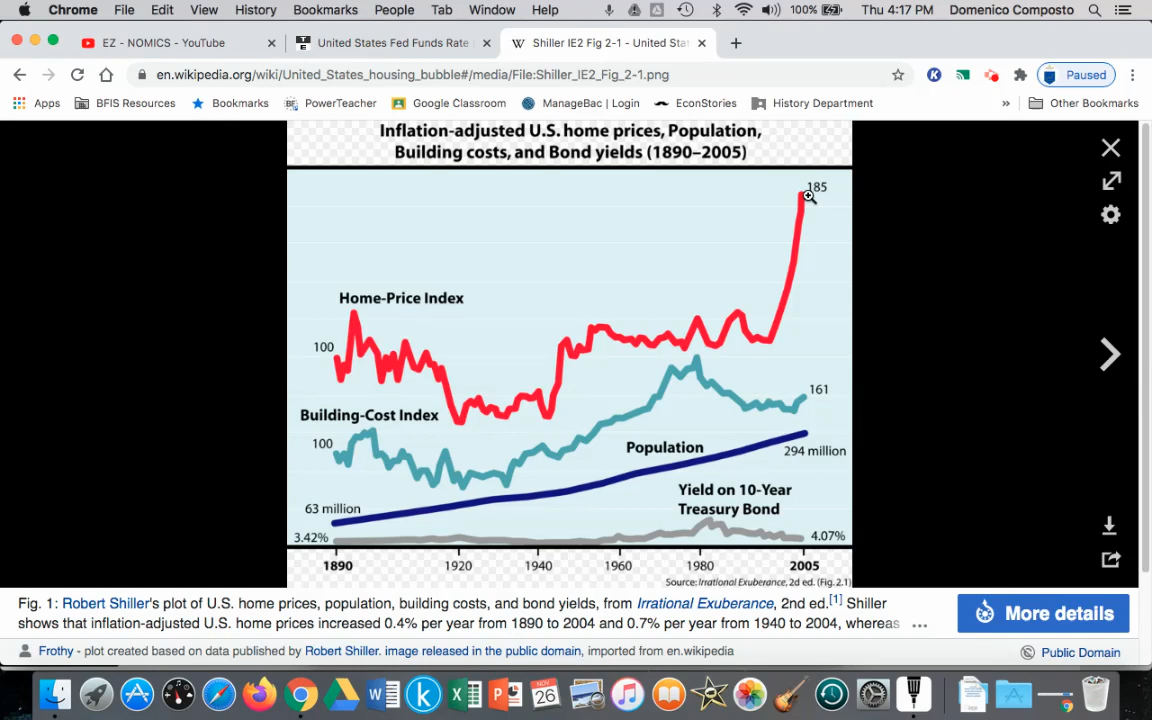 Chrome File Edit View History Bookmarks People Tab Window Help 100% Thu 4:17 PM Domenico Composto
EZ - NOMICS - YouTube United States Fed Funds Rate Shiller IE2 Fig 2-1 - United Sta
en.wikipedia.org/wiki/United_States_housing_bubble#/media/File:Shiller_IE2_Fig_2-1.png Paused
Apps BFIS Resources Bookmarks PowerTeacher Google Classroom ManageBac | Login EconStories History Department » Other Bookmarks
Inflation-adjusted U.S. home prices, Population,
Building costs, and Bond yields (1890–2005)
185
Home-Price Index
100
161
Building-Cost Index
100
Population
294 million
Yield on 10-Year
Treasury Bond
63 million
3.42%
4.07%
1890 1920 1940 1960 1980 2005
Source: Irrational Exuberance, 2d ed. (Fig. 2.1)
Fig. 1: Robert Shiller's plot of U.S. home prices, population, building costs, and bond yields, from Irrational Exuberance, 2nd ed.[1] Shiller
shows that inflation-adjusted U.S. home prices increased 0.4% per year from 1890 to 2004 and 0.7% per year from 1940 to 2004, whereas ...
More details
Frothy - plot created based on data published by Robert Shiller. image released in the public domain, imported from en.wikipedia
Public Domain
NOV
26